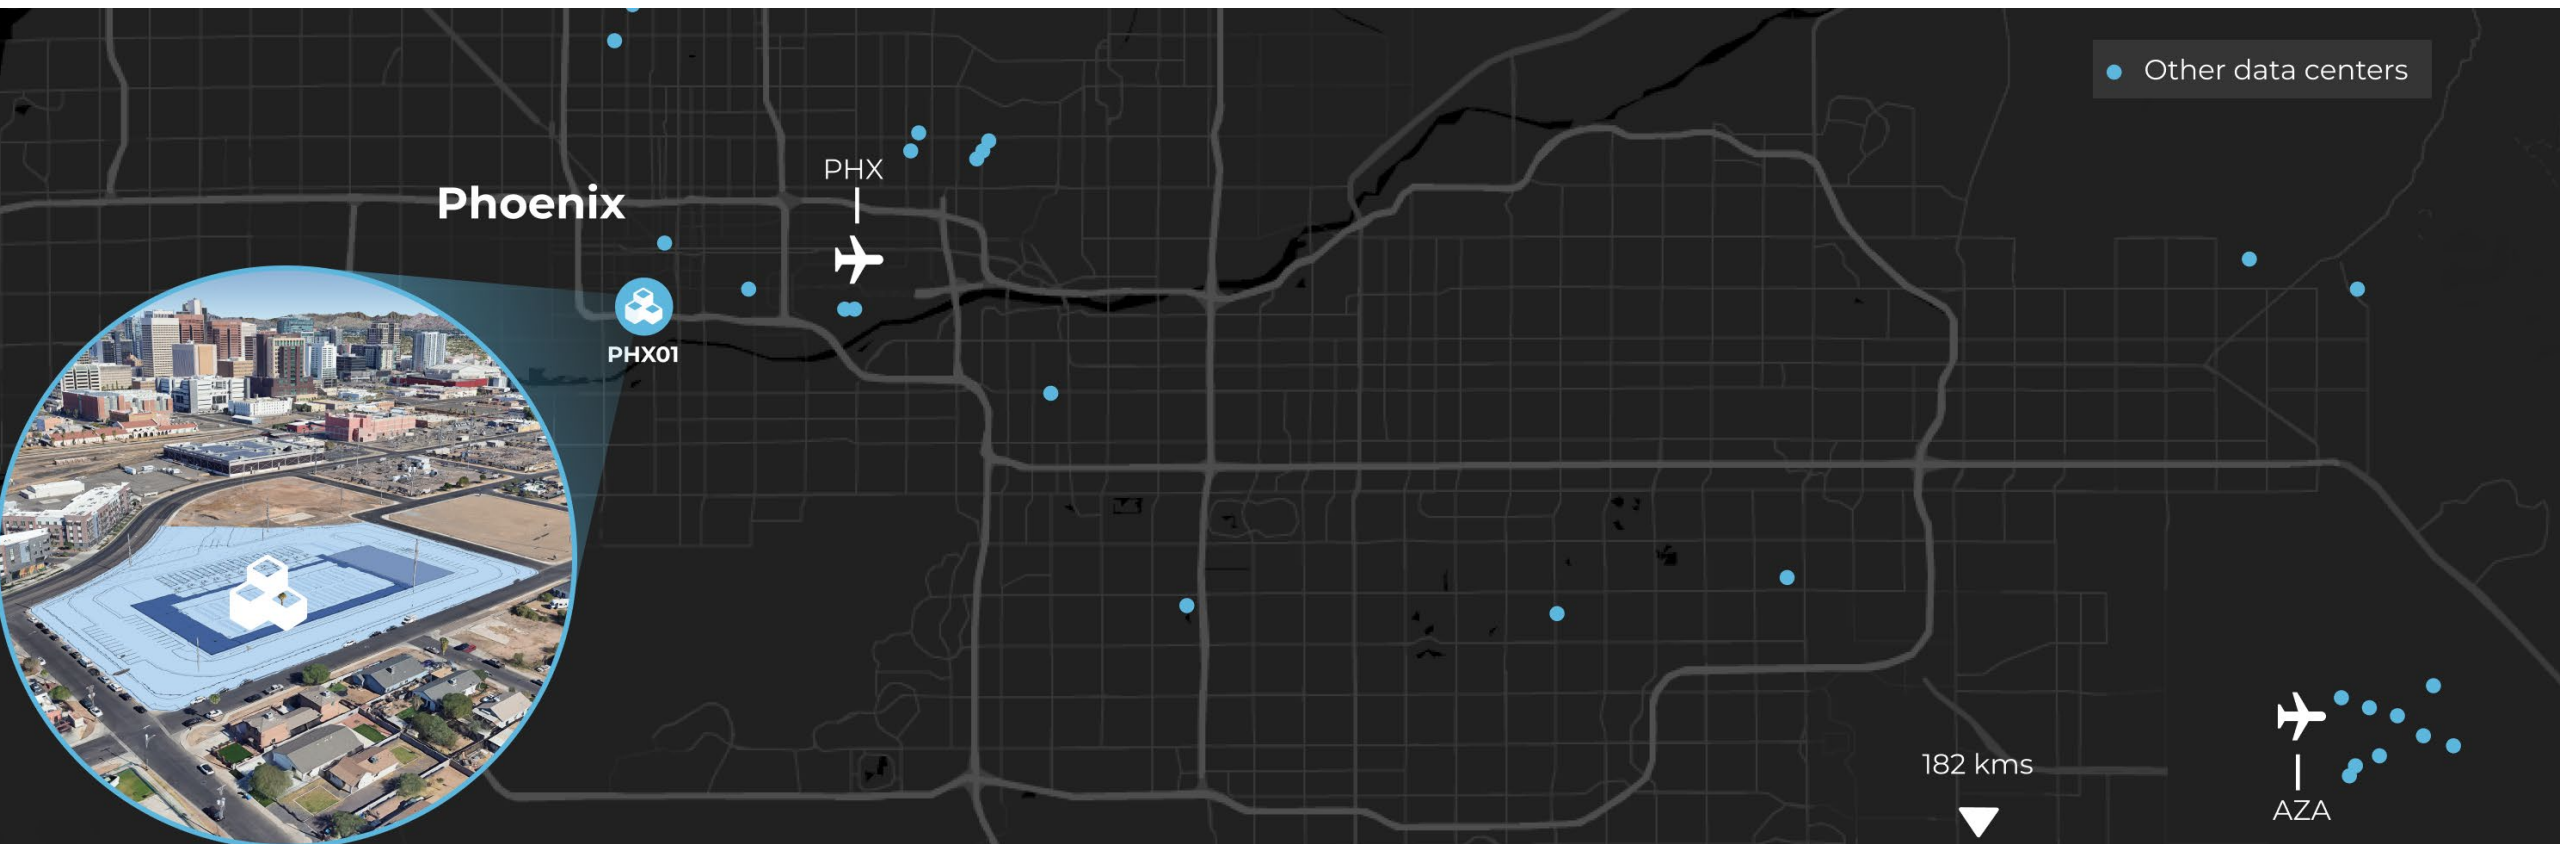 Other data centers
PHX
Phoenix
PHX01
182 kms
AZA